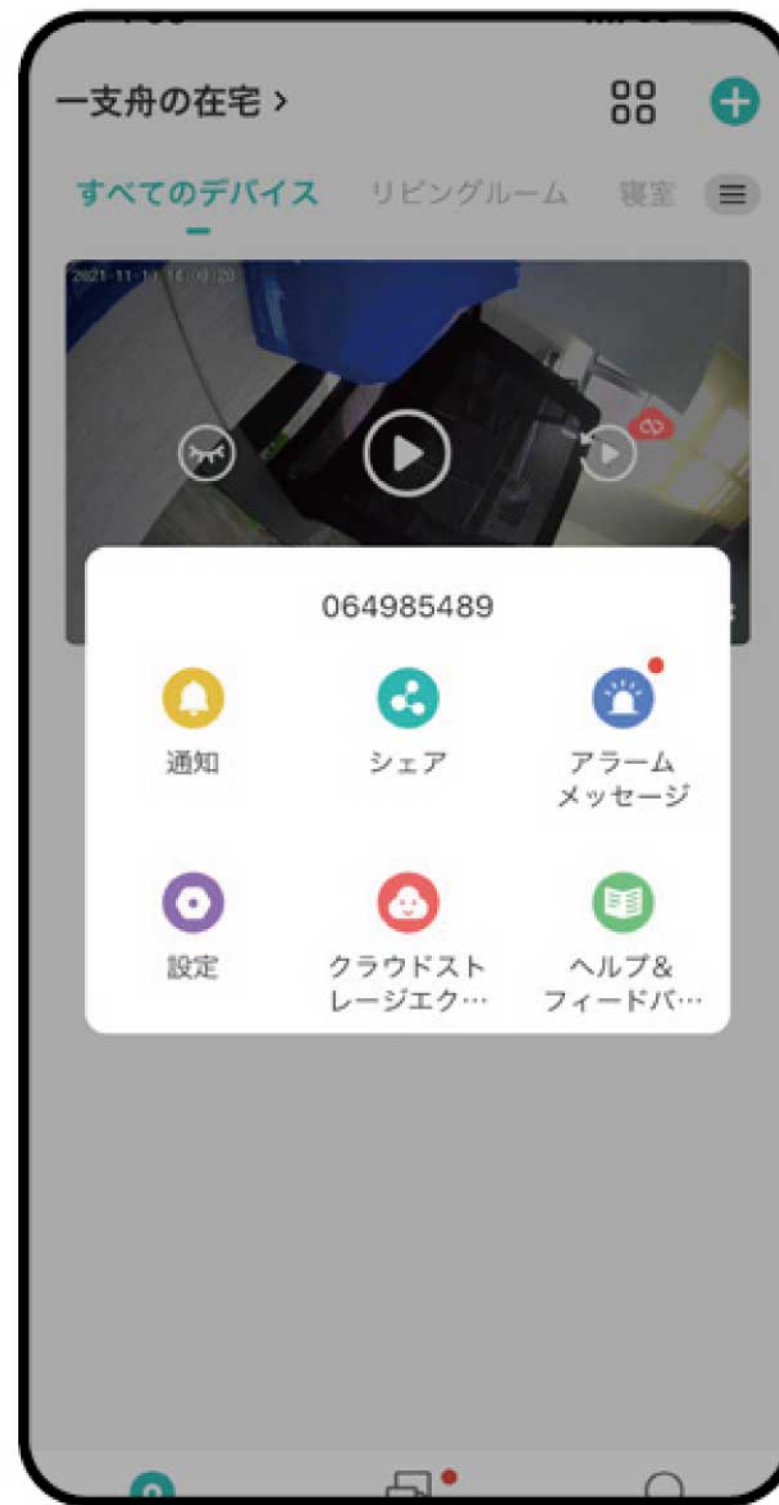 一支舟の在宅 >
すべてのデバイス リビングルーム 寝室
064985489
通知 シェア アラーム
メッセージ
設定 クラウドスト ヘルプ&
レージエク… フィードバ…